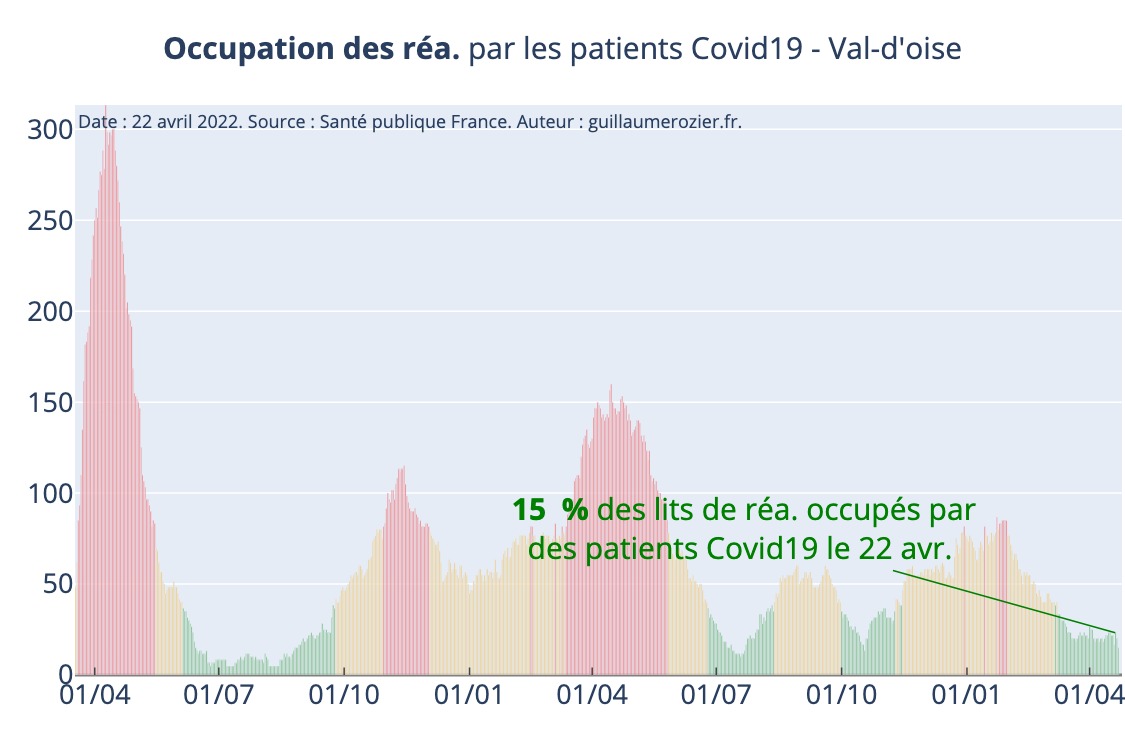 Occupation des réa. par les patients Covid19 - Val-d'oise
Date : 22 avril 2022. Source : Santé publique France. Auteur : guillaumerozier.fr.
300
250
200
150
100
50
0
15 % des lits de réa. occupés par
des patients Covid19 le 22 avr.
01/04 01/07 01/10 01/01 01/04 01/07 01/10 01/01 01/04